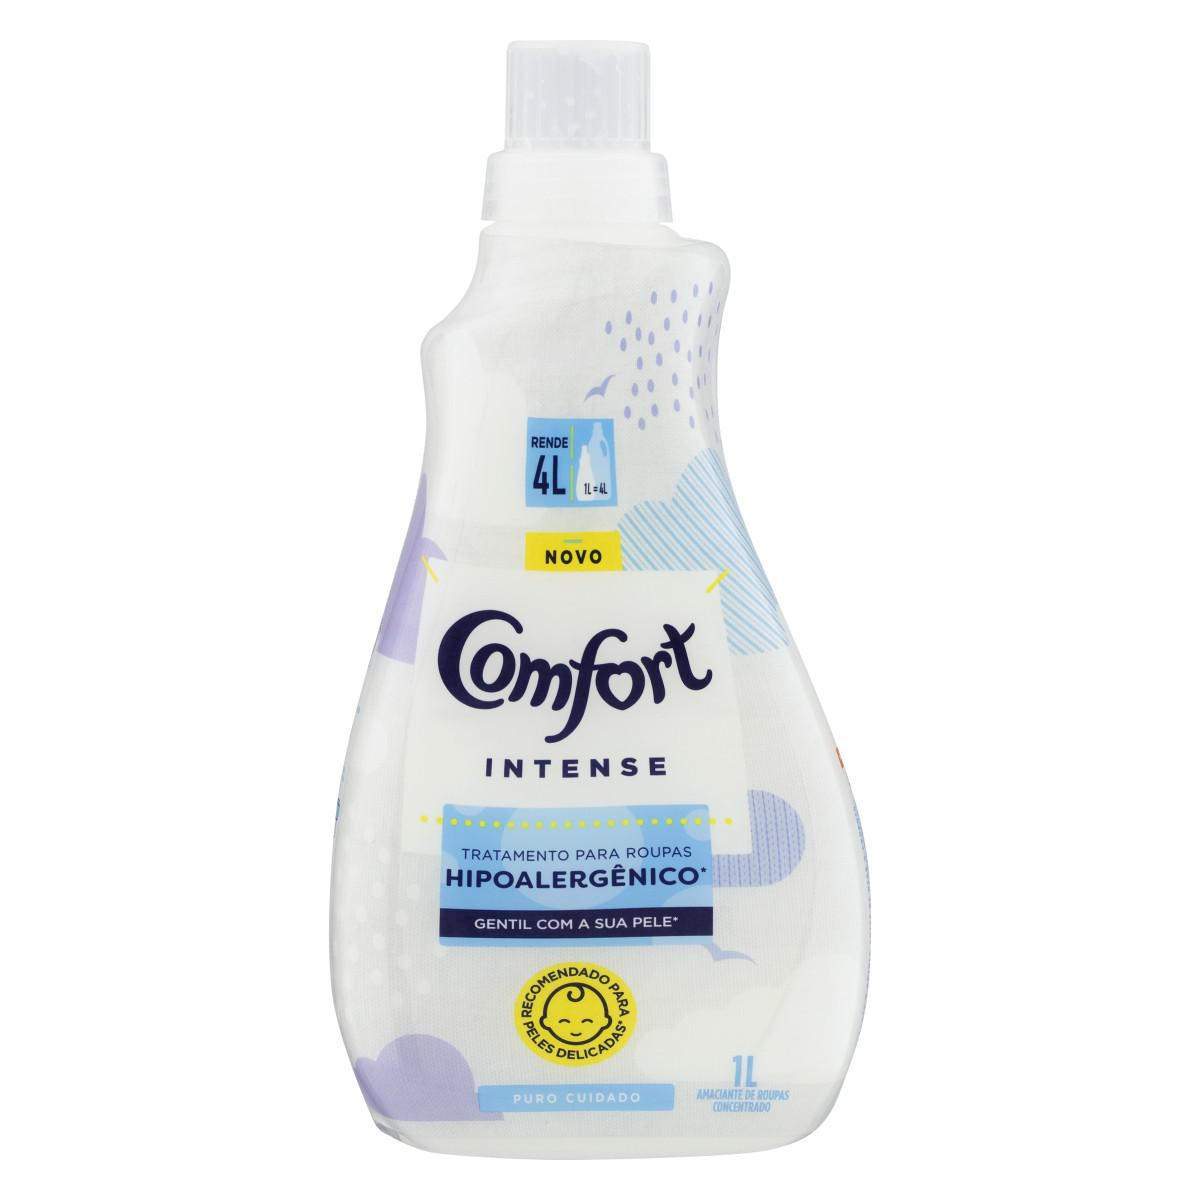 RENDE
4L
1L = 4L
NOVO
Comfort
INTENSE
TRATAMENTO PARA ROUPAS
HIPOALERGÊNICO*
GENTIL COM A SUA PELE*
RECOMENDADO PARA
PELES DELICADAS*
PURO CUIDADO
1L
AMACIANTE DE ROUPAS
CONCENTRADO